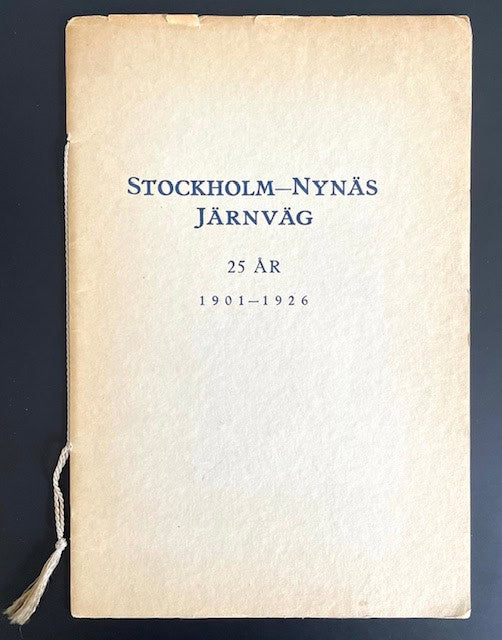 STOCKHOLM–NYNÄS
JÄRNVÄG
25 ÅR
1901–1926